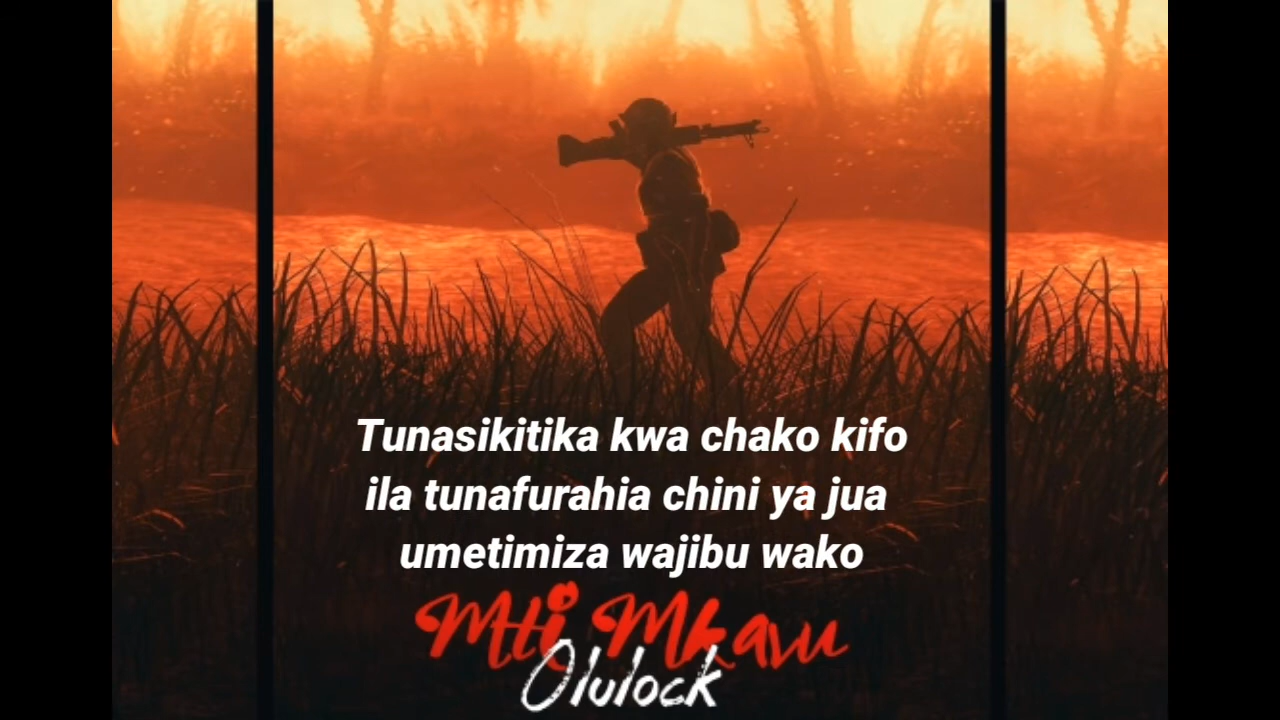 Tunasikitika kwa chako kifo
ila tunafurahia chini ya jua
umetimiza wajibu wako
Mti Mkavu
Olulock